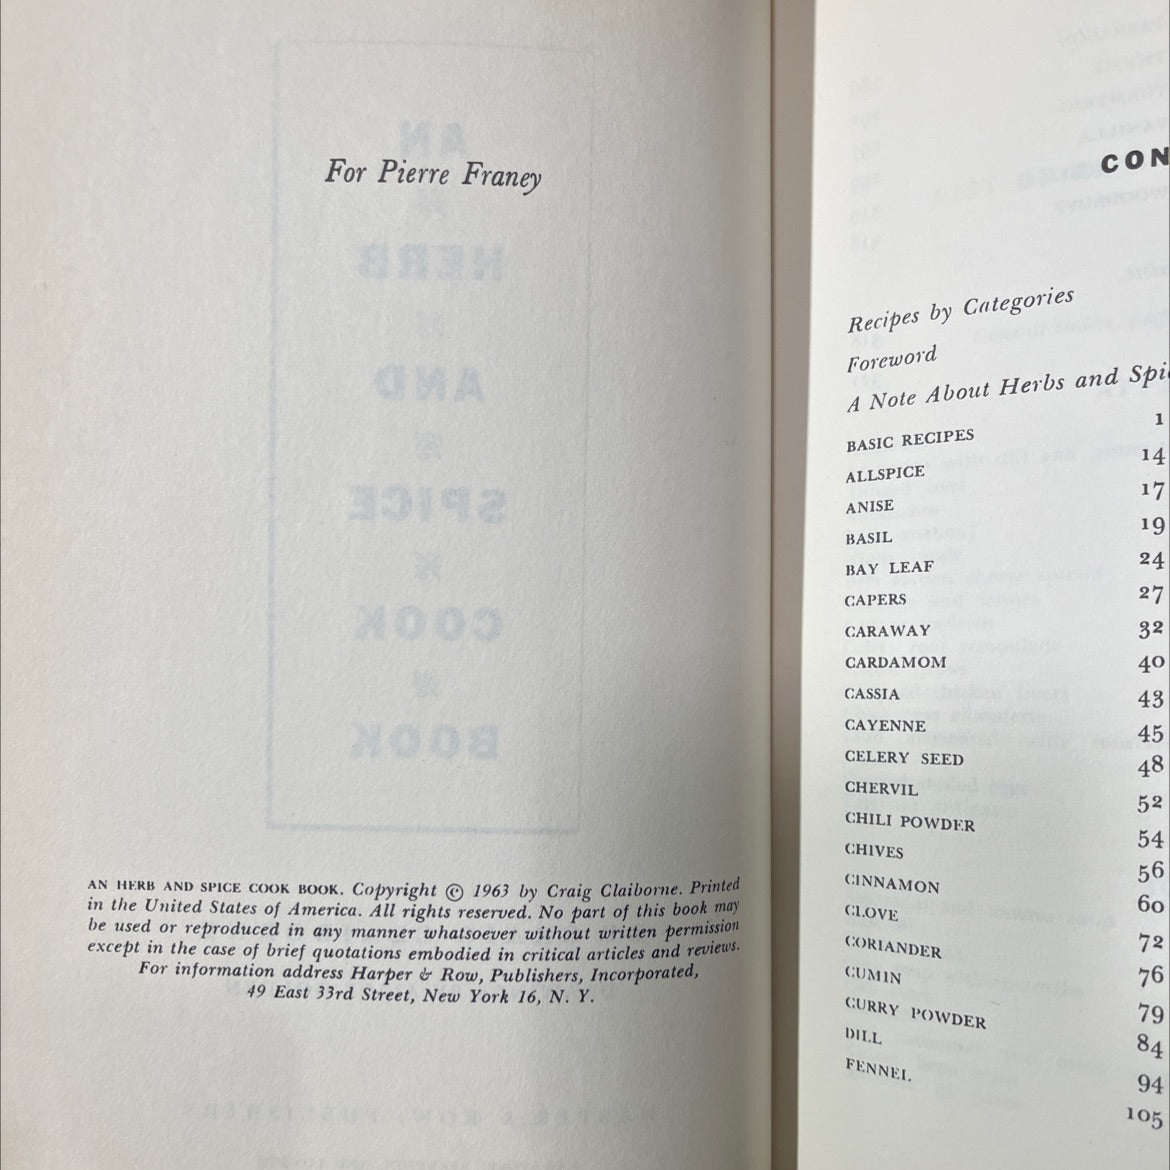 For Pierre Franey
AN HERB AND SPICE COOK BOOK. Copyright © 1963 by Craig Claiborne. Printed
in the United States of America. All rights reserved. No part of this book may
be used or reproduced in any manner whatsoever without written permission
except in the case of brief quotations embodied in critical articles and reviews.
For information address Harper & Row, Publishers, Incorporated,
49 East 33rd Street, New York 16, N. Y.
CON
Recipes by Categories
Foreword
A Note About Herbs and Spi
BASIC RECIPES 1
ALLSPICE 14
ANISE 17
BASIL 19
BAY LEAF 24
CAPERS 27
CARAWAY 32
CARDAMOM 40
CASSIA 43
CAYENNE 45
CELERY SEED 48
CHERVIL 52
CHILI POWDER 54
CHIVES 56
CINNAMON 60
CLOVE 72
CORIANDER 76
CUMIN 79
CURRY POWDER 84
DILL 94
FENNEL 105